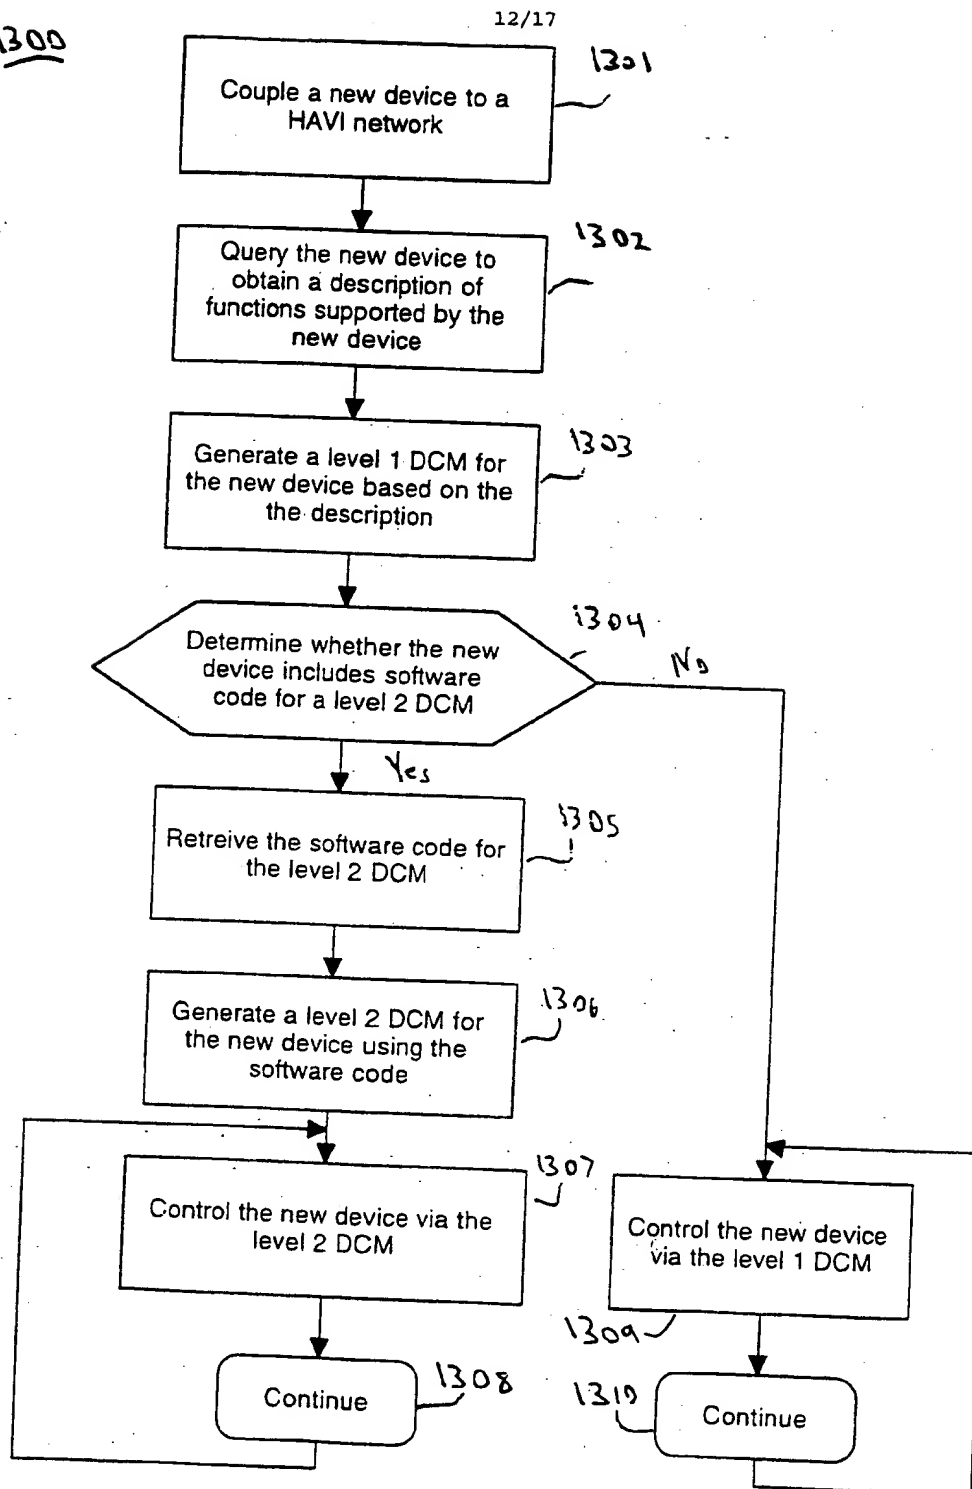 12/17
1300
1301
Couple a new device to a
HAVI network
1302
Query the new device to
obtain a description of
functions supported by the
new device
1303
Generate a level 1 DCM for
the new device based on the
the description
1304
Determine whether the new
device includes software
code for a level 2 DCM
No
Yes
1305
Retreive the software code for
the level 2 DCM
1306
Generate a level 2 DCM for
the new device using the
software code
1307
Control the new device via the
level 2 DCM
Control the new device
via the level 1 DCM
1309
1308
Continue
1310
Continue